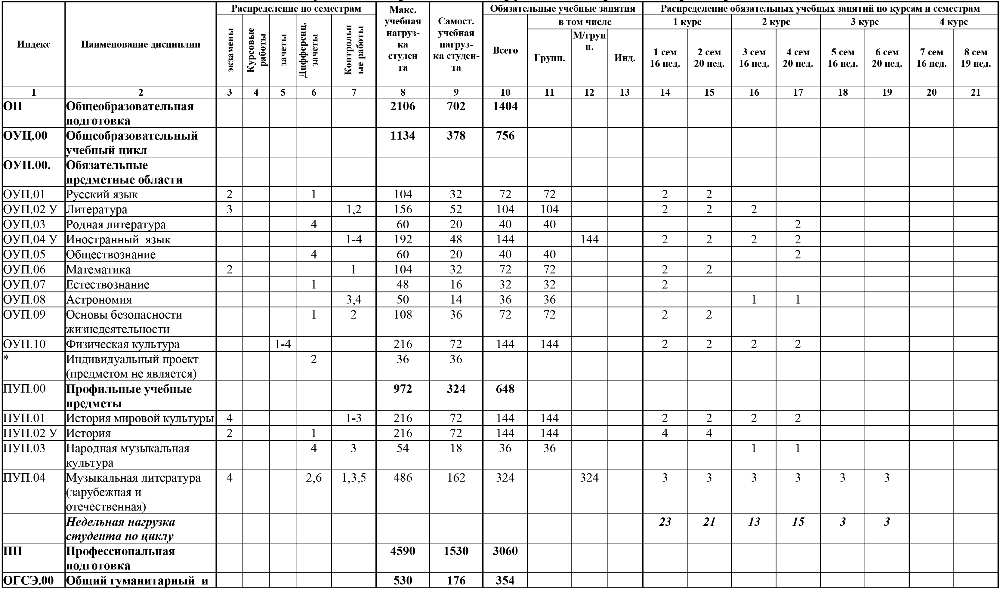 Распределение по семестрам Макс. учебная нагруз-ка студен та Самост. учебная нагруз-ка студен-та Обязательные учебные занятия Распределение обязательных учебных занятий по курсам и семестрам
в том числе 1 курс 2 курс 3 курс 4 курс
Индекс Наименование дисциплин экзамены Курсовые работы зачеты Дифференц. зачеты Контрольн ые работы Всего Групп. М/груп п. Инд. 1 сем 16 нед. 2 сем 20 нед. 3 сем 16 нед. 4 сем 20 нед. 5 сем 16 нед. 6 сем 20 нед. 7 сем 16 нед. 8 сем 19 нед.
1 2 3 4 5 6 7 8 9 10 11 12 13 14 15 16 17 18 19 20 21
ОП Общеобразовательная 2106 702 1404
подготовка
ОУЦ.00 Общеобразовательный 1134 378 756
учебный цикл
ОУП.00. Обязательные
предметные области
ОУП.01 Русский язык 2 1 104 32 72 72 2 2
ОУП.02 У Литература 3 1,2 156 52 104 104 2 2 2
ОУП.03 Родная литература 4 60 20 40 40 2
ОУП.04 У Иностранный язык 1-4 192 48 144 144 2 2 2 2
ОУП.05 Обществознание 4 60 20 40 40 2
ОУП.06 Математика 2 1 104 32 72 72 2 2
ОУП.07 Естествознание 1 48 16 32 32 2
ОУП.08 Астрономия 3,4 50 14 36 36 1 1
ОУП.09 Основы безопасности 1 2 108 36 72 72 2 2
жизнедеятельности
ОУП.10 Физическая культура 1-4 216 72 144 144 2 2 2 2
* Индивидуальный проект 2 36 36
(предметом не является)
ПУП.00 Профильные учебные 972 324 648
предметы
ПУП.01 История мировой культуры 4 1-3 216 72 144 144 2 2 2 2
ПУП.02 У История 2 1 216 72 144 144 4 4
ПУП.03 Народная музыкальная 4 3 54 18 36 36 1 1
культура
ПУП.04 Музыкальная литература 4 2,6 1,3,5 486 162 324 324 3 3 3 3 3 3
(зарубежная и
отечественная)
Недельная нагрузка 23 21 13 15 3 3
студента по циклу
ПП Профессиональная 4590 1530 3060
подготовка
ОГСЭ.00 Общий гуманитарный и 530 176 354